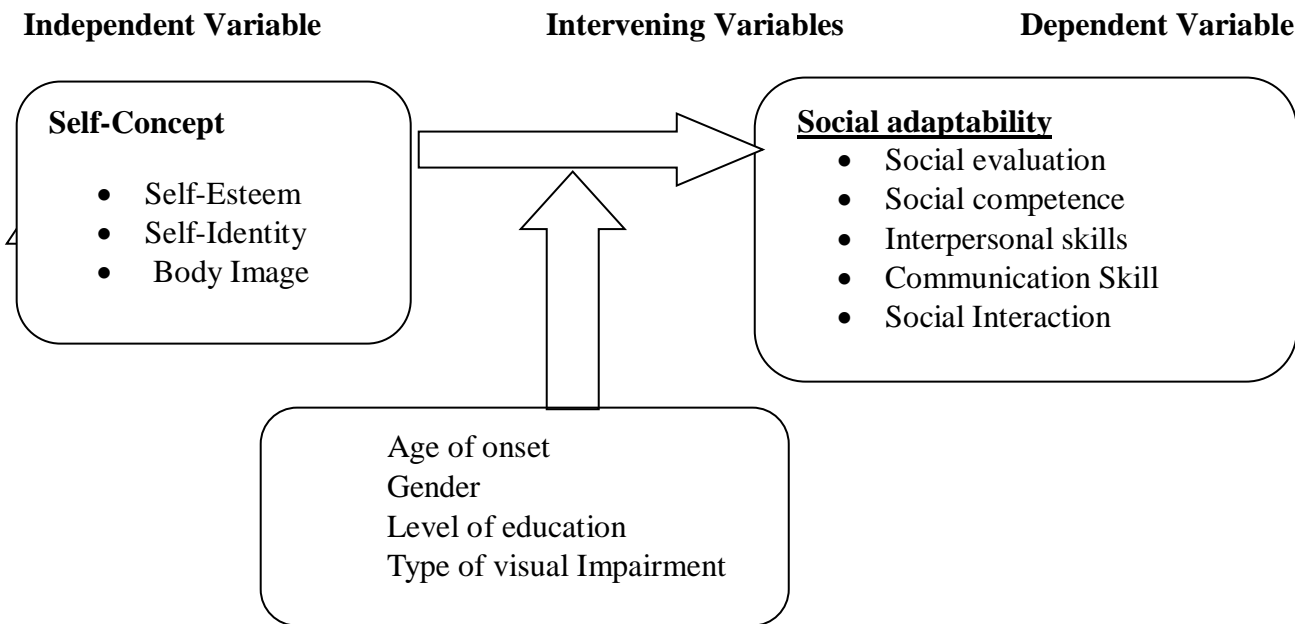 Independent Variable Intervening Variables Dependent Variable
Self-Concept
• Self-Esteem
• Self-Identity
• Body Image
Social adaptability
• Social evaluation
• Social competence
• Interpersonal skills
• Communication Skill
• Social Interaction
Age of onset
Gender
Level of education
Type of visual Impairment